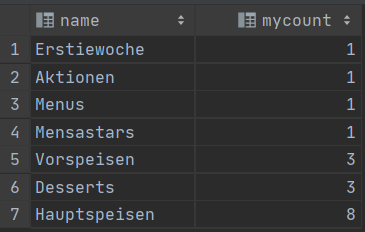 name mycount
1 Erstiewoche 1
2 Aktionen 1
3 Menus 1
4 Mensastars 1
5 Vorspeisen 3
6 Desserts 3
7 Hauptspeisen 8